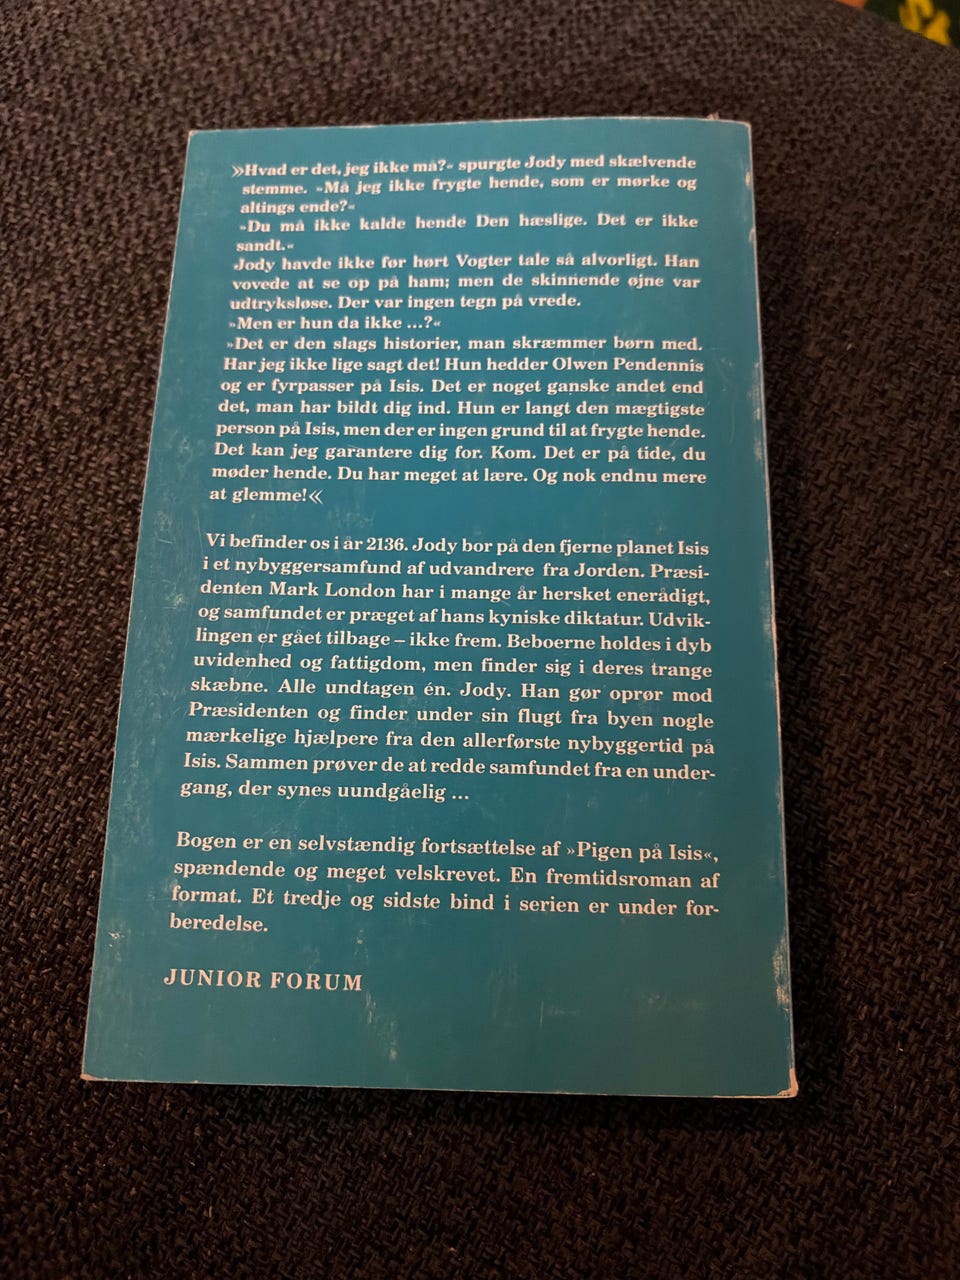 »Hvad er det, jeg ikke må?« spurgte Jody med skælvende
stemme. »Må jeg ikke frygte hende, som er mørke og
altings ende?«
»Du må ikke kalde hende Den hæslige. Det er ikke
sandt.«
Jody havde ikke før hørt Vogter tale så alvorligt. Han
vovede at se op på ham; men de skinnende øjne var
udtryksløse. Der var ingen tegn på vrede.
»Men er hun da ikke ...?«
»Det er den slags historier, man skræmmer børn med.
Har jeg ikke lige sagt det! Hun hedder Olwen Pendennis
og er fyrpasser på Isis. Det er noget ganske andet end
det, man har bildt dig ind. Hun er langt den mægtigste
person på Isis, men der er ingen grund til at frygte hende.
Det kan jeg garantere dig for. Kom. Det er på tide, du
møder hende. Du har meget at lære. Og nok endnu mere
at glemme!«
Vi befinder os i år 2136. Jody bor på den fjerne planet Isis
i et nybyggersamfund af udvandrere fra Jorden. Præsi-
denten Mark London har i mange år hersket enerådigt,
og samfundet er præget af hans kyniske diktatur. Udvik-
lingen er gået tilbage – ikke frem. Beboerne holdes i dyb
uvidenhed og fattigdom, men finder sig i deres trange
skæbne. Alle undtagen én. Jody. Han gør oprør mod
Præsidenten og finder under sin flugt fra byen nogle
mærkelige hjælpere fra den allerførste nybyggertid på
Isis. Sammen prøver de at redde samfundet fra en under-
gang, der synes uundgåelig ...
Bogen er en selvstændig fortsættelse af »Pigen på Isis«,
spændende og meget velskrevet. En fremtidsroman af
format. Et tredje og sidste bind i serien er under for-
beredelse.
JUNIOR FORUM